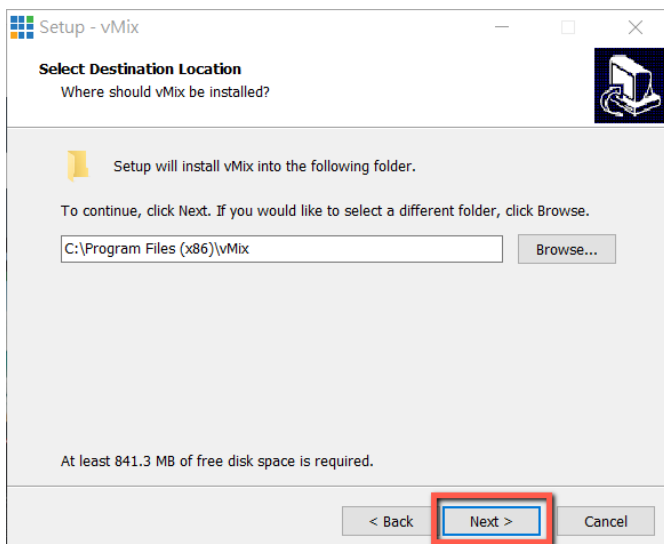 Setup - vMix
Select Destination Location
Where should vMix be installed?
Setup will install vMix into the following folder.
To continue, click Next. If you would like to select a different folder, click Browse.
C:\Program Files (x86)\vMix
Browse...
At least 841.3 MB of free disk space is required.
< Back
Next >
Cancel